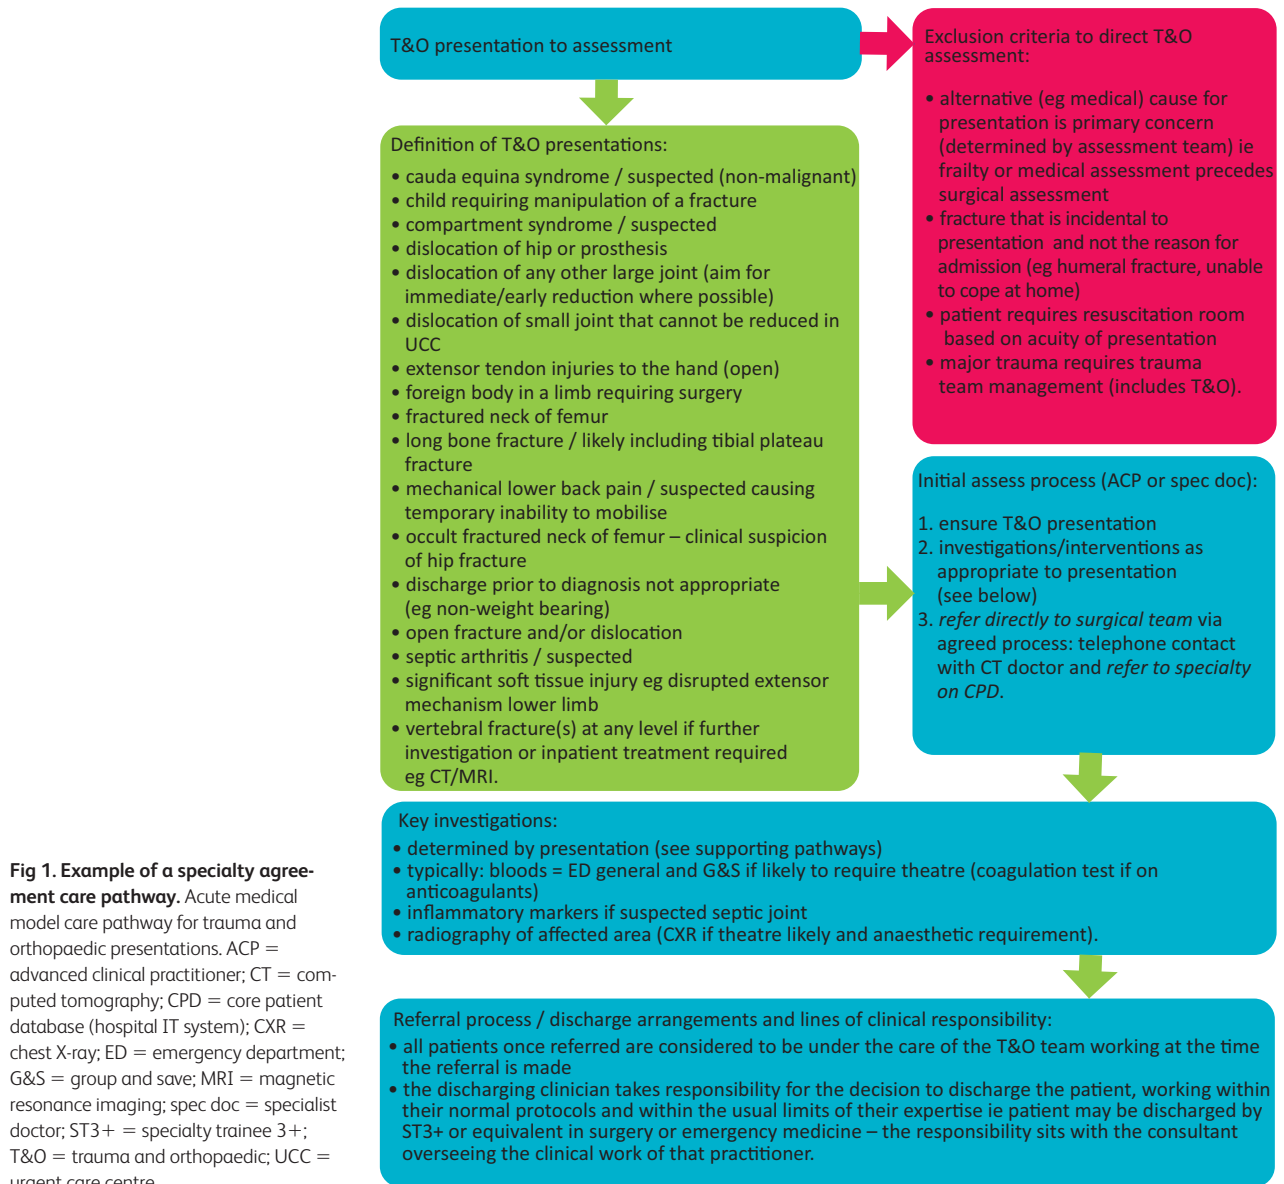 T&O presentation to assessment
Exclusion criteria to direct T&O
assessment:
• alternative (eg medical) cause for
presentation is primary concern
(determined by assessment team) ie
frailty or medical assessment precedes
surgical assessment
• fracture that is incidental to
presentation and not the reason for
admission (eg humeral fracture, unable
to cope at home)
• patient requires resuscitation room
based on acuity of presentation
• major trauma requires trauma
team management (includes T&O).
Definition of T&O presentations:
• cauda equina syndrome / suspected (non-malignant)
• child requiring manipulation of a fracture
• compartment syndrome / suspected
• dislocation of hip or prosthesis
• dislocation of any other large joint (aim for
immediate/early reduction where possible)
• dislocation of small joint that cannot be reduced in
UCC
• extensor tendon injuries to the hand (open)
• foreign body in a limb requiring surgery
• fractured neck of femur
• long bone fracture / likely including tibial plateau
fracture
• mechanical lower back pain / suspected causing
temporary inability to mobilise
• occult fractured neck of femur – clinical suspicion
of hip fracture
• discharge prior to diagnosis not appropriate
(eg non-weight bearing)
• open fracture and/or dislocation
• septic arthritis / suspected
• significant soft tissue injury eg disrupted extensor
mechanism lower limb
• vertebral fracture(s) at any level if further
investigation or inpatient treatment required
eg CT/MRI.
Initial assess process (ACP or spec doc):
1. ensure T&O presentation
2. investigations/interventions as
appropriate to presentation
(see below)
3. refer directly to surgical team via
agreed process: telephone contact
with CT doctor and refer to specialty
on CPD.
Key investigations:
• determined by presentation (see supporting pathways)
• typically: bloods = ED general and G&S if likely to require theatre (coagulation test if on
anticoagulants)
• inflammatory markers if suspected septic joint
• radiography of affected area (CXR if theatre likely and anaesthetic requirement).
Referral process / discharge arrangements and lines of clinical responsibility:
• all patients once referred are considered to be under the care of the T&O team working at the time
the referral is made
• the discharging clinician takes responsibility for the decision to discharge the patient, working within
their normal protocols and within the usual limits of their expertise ie patient may be discharged by
ST3+ or equivalent in surgery or emergency medicine – the responsibility sits with the consultant
overseeing the clinical work of that practitioner.
Fig 1. Example of a specialty agree-
ment care pathway. Acute medical
model care pathway for trauma and
orthopaedic presentations. ACP =
advanced clinical practitioner; CT = com-
puted tomography; CPD = core patient
database (hospital IT system); CXR =
chest X-ray; ED = emergency department;
G&S = group and save; MRI = magnetic
resonance imaging; spec doc = specialist
doctor; ST3+ = specialty trainee 3+;
T&O = trauma and orthopaedic; UCC =
urgent care centre